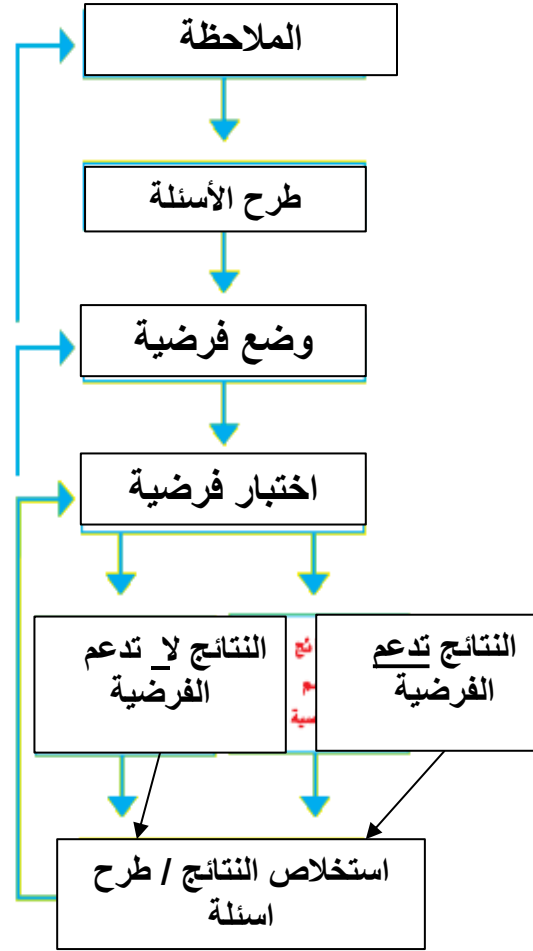 الملاحظة
طرح الأسئلة
وضع فرضية
اختبار فرضية
النتائج تدعم
الفرضية
النتائج لا تدعم
الفرضية
استخلاص النتائج / طرح
اسئلة